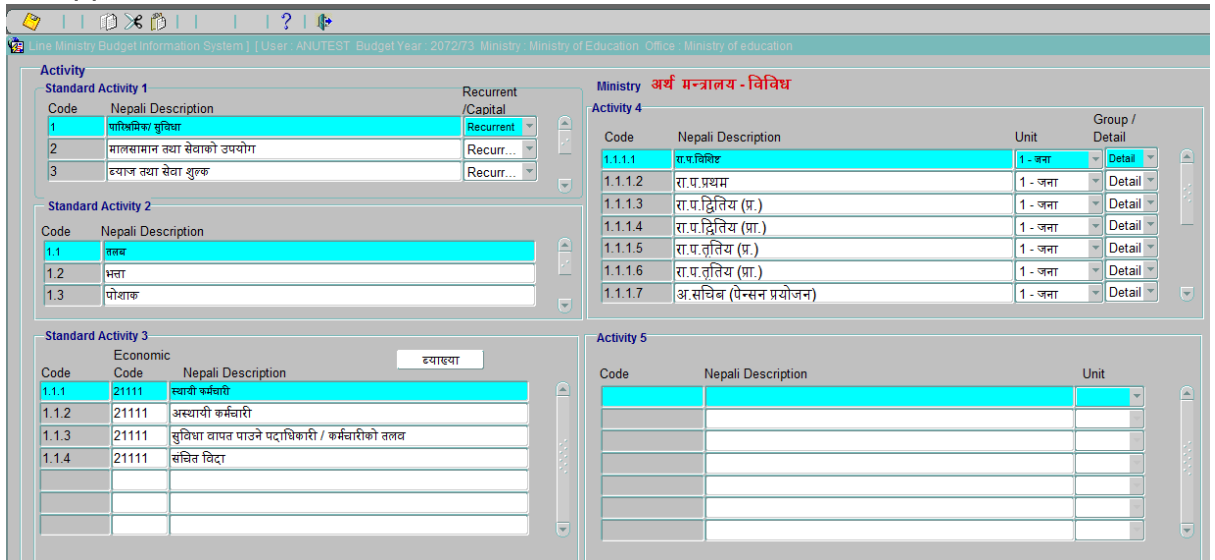 Line Ministry Budget Information System ] [ User : ANUTEST Budget Year : 2072/73 Ministry : Ministry of Education Office : Ministry of education
Activity
Standard Activity 1
Code Nepali Description Recurrent /Capital
1 पारिश्रमिक/ सुविधा Recurrent
2 मालसामान तथा सेवाको उपयोग Recurr...
3 ब्याज तथा सेवा शुल्क Recurr...
Standard Activity 2
Code Nepali Description
1.1 तलब
1.2 भत्ता
1.3 पोशाक
Standard Activity 3
ब्याख्या
Code Economic Code Nepali Description
1.1.1 21111 स्थायी कर्मचारी
1.1.2 21111 अस्थायी कर्मचारी
1.1.3 21111 सुविधा वापत पाउने पदाधिकारी / कर्मचारीको तलव
1.1.4 21111 संचित विदा
Ministry अर्थ मन्त्रालय - विविध
Activity 4
Code Nepali Description Unit Group / Detail
1.1.1.1 रा.प.विशिष्ट 1 - जना Detail
1.1.1.2 रा.प.प्रथम 1 - जना Detail
1.1.1.3 रा.प.द्वितिय (प्र.) 1 - जना Detail
1.1.1.4 रा.प.द्वितिय (प्रा.) 1 - जना Detail
1.1.1.5 रा.प.तृतिय (प्र.) 1 - जना Detail
1.1.1.6 रा.प.तृतिय (प्रा.) 1 - जना Detail
1.1.1.7 अ.सचिब (पेन्सन प्रयोजन) 1 - जना Detail
Activity 5
Code Nepali Description Unit